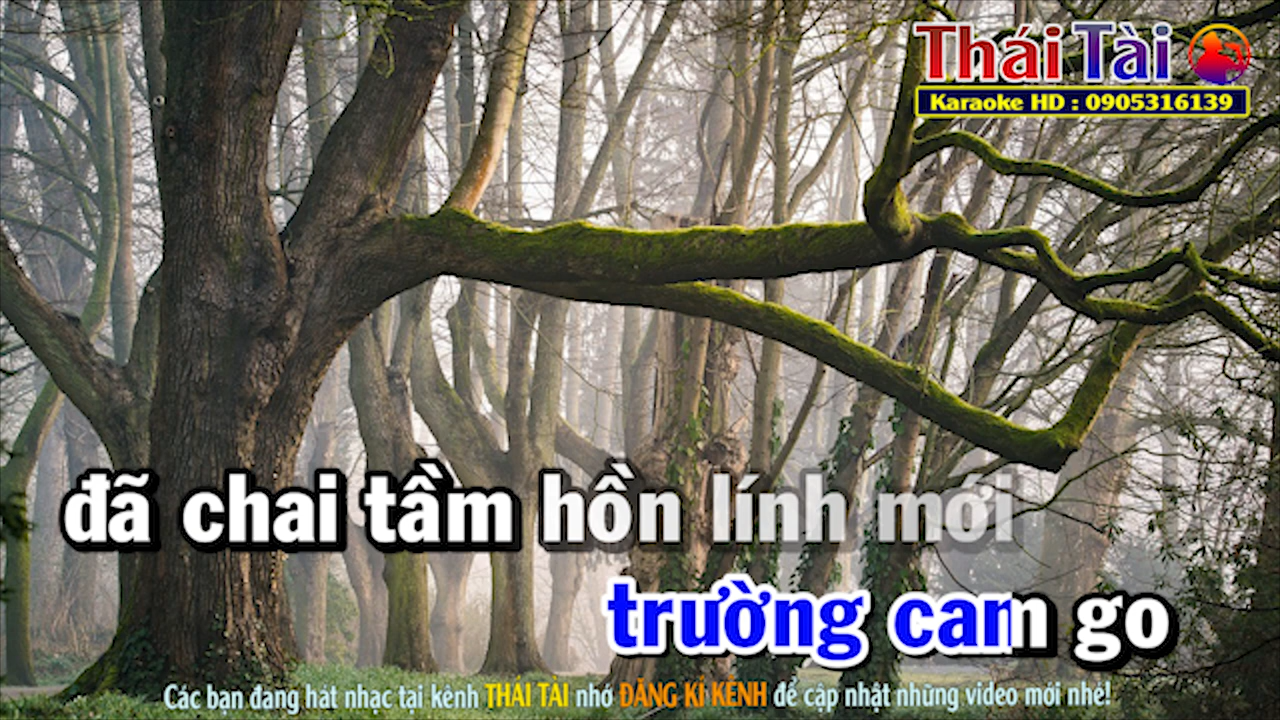 Thái Tài
Karaoke HD : 0905316139
đã chai tầm hồn lính mới
trường cam go
Các bạn đang hát nhạc tại kênh THÁI TÀI nhớ ĐĂNG KÍ KÊNH để cập nhật những video mới nhé!